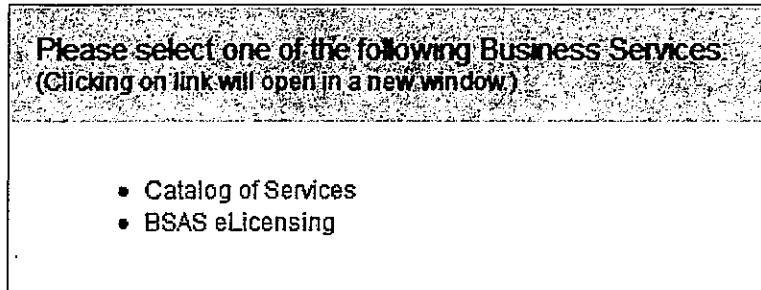 Please select one of the following Business Services:
(Clicking on link will open in a new window.)
• Catalog of Services
• BSAS eLicensing